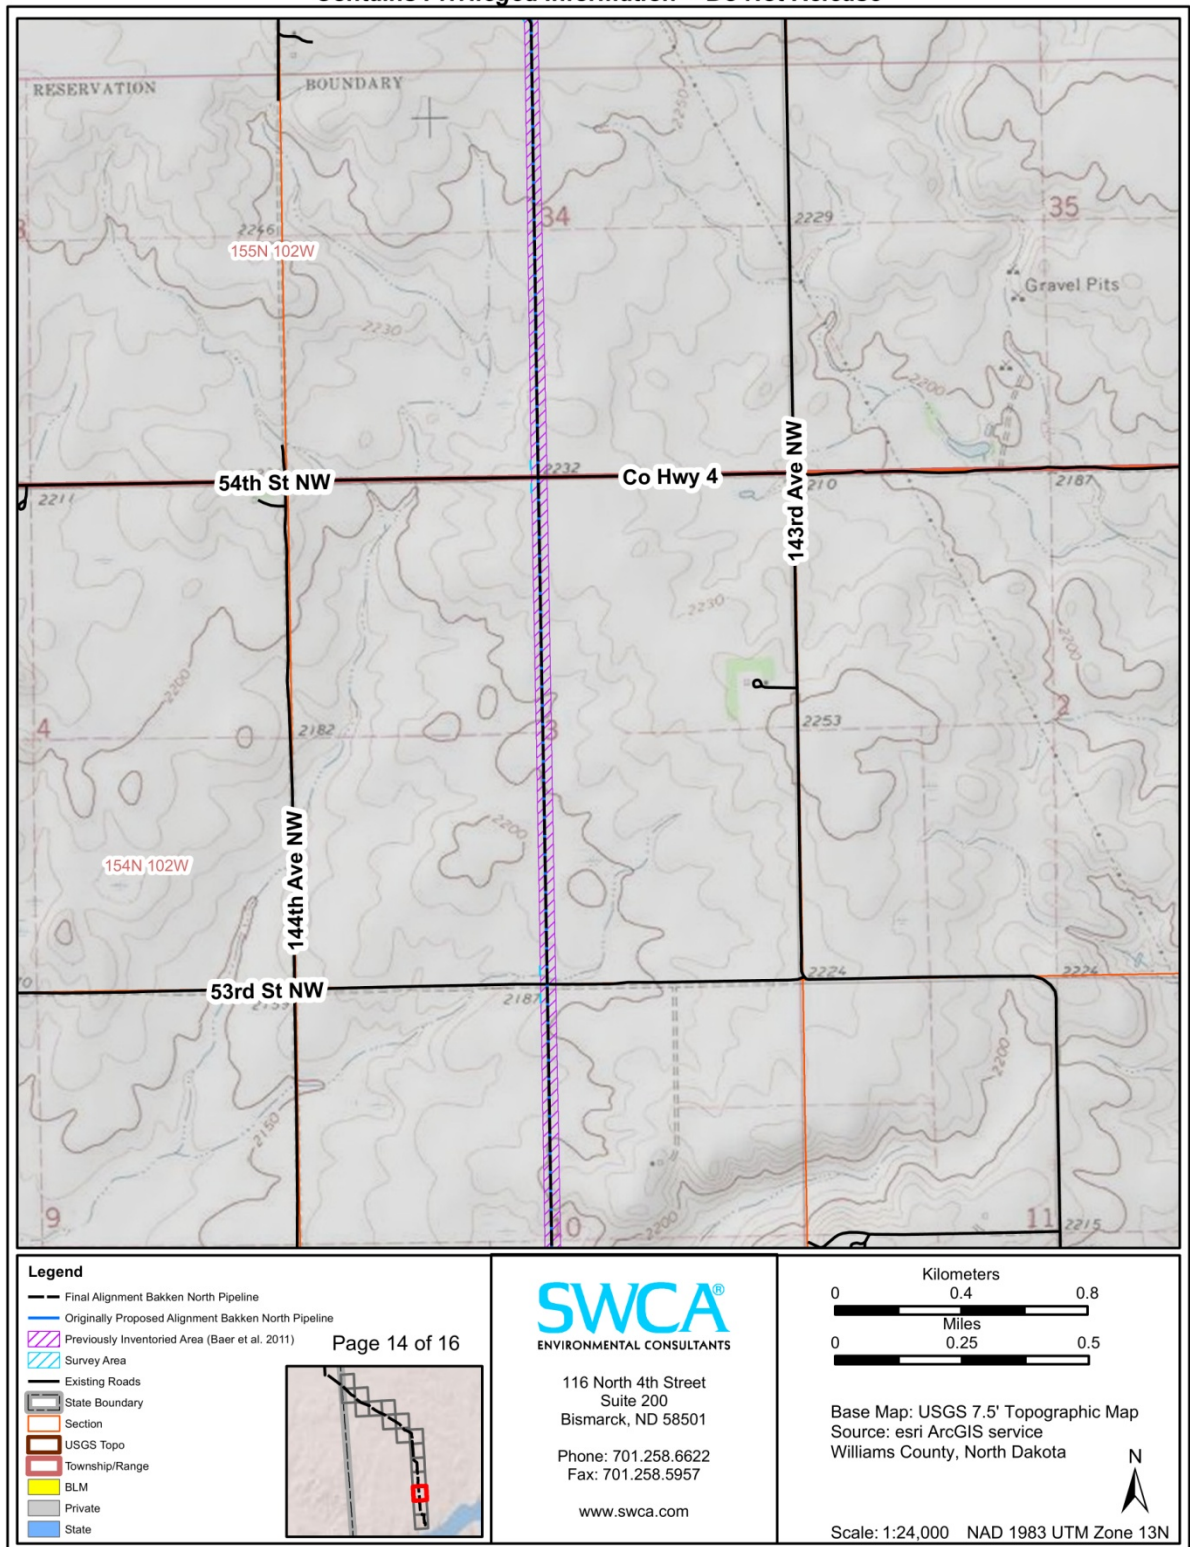 Contains Privileged Information – Do Not Release
RESERVATION BOUNDARY
2250
2246
34
2229
35
155N 102W
Gravel Pits
2230
2200
143rd Ave NW
54th St NW
2232
Co Hwy 4
2211
210
2187
2230
2200
2200
4
2182
3
2253
2
2200
154N 102W
144th Ave NW
53rd St NW
2159
2187
2224
2224
2200
2150
9
0
2200
11
2215
Legend
Final Alignment Bakken North Pipeline
Originally Proposed Alignment Bakken North Pipeline
Previously Inventoried Area (Baer et al. 2011)
Survey Area
Existing Roads
State Boundary
Section
USGS Topo
Township/Range
BLM
Private
State
Page 14 of 16
SWCA®
ENVIRONMENTAL CONSULTANTS
116 North 4th Street
Suite 200
Bismarck, ND 58501
Phone: 701.258.6622
Fax: 701.258.5957
www.swca.com
Kilometers
0 0.4 0.8
Miles
0 0.25 0.5
Base Map: USGS 7.5' Topographic Map
Source: esri ArcGIS service
Williams County, North Dakota
N
Scale: 1:24,000 NAD 1983 UTM Zone 13N